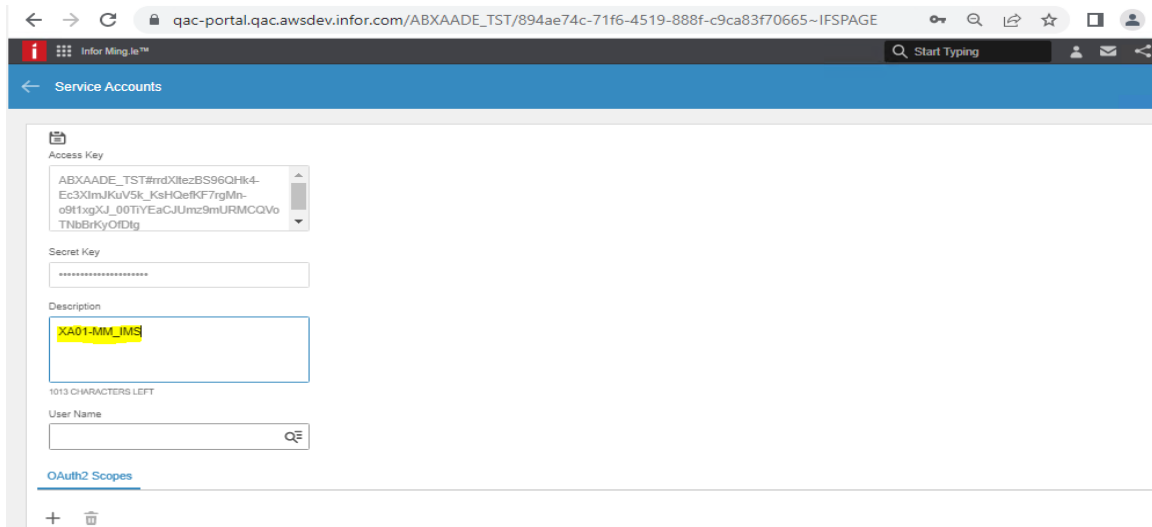 qac-portal.qac.awsdev.infor.com/ABXAADE_TST/894ae74c-71f6-4519-888f-c9ca83f70665~IFSPAGE
i Infor Ming.le™ Start Typing
Service Accounts
Access Key
ABXAADE_TST#rrdXltezBS96QHk4-
Ec3XImJKuV5k_KsHQefKF7rgMn-
o9t1xgXJ_00TiYEaCJUmz9mURMCQVo
TNbBrKyOfDtg
Secret Key
Description
XA01-MM_IMS
1013 CHARACTERS LEFT
User Name
OAuth2 Scopes